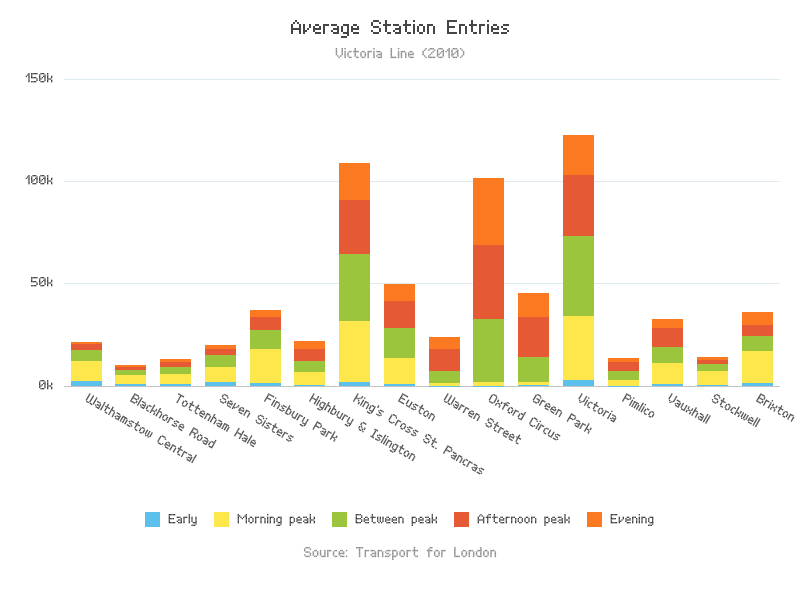 Average Station Entries
Victoria Line (2010)
150k
100k
50k
0k
Walthamstow Central
Blackhorse Road
Tottenham Hale
Seven Sisters
Finsbury Park
Highbury & Islington
King's Cross St. Pancras
Euston
Warren Street
Oxford Circus
Green Park
Victoria
Pimlico
Vauxhall
Stockwell
Brixton
Early Morning peak Between peak Afternoon peak Evening
Source: Transport for London